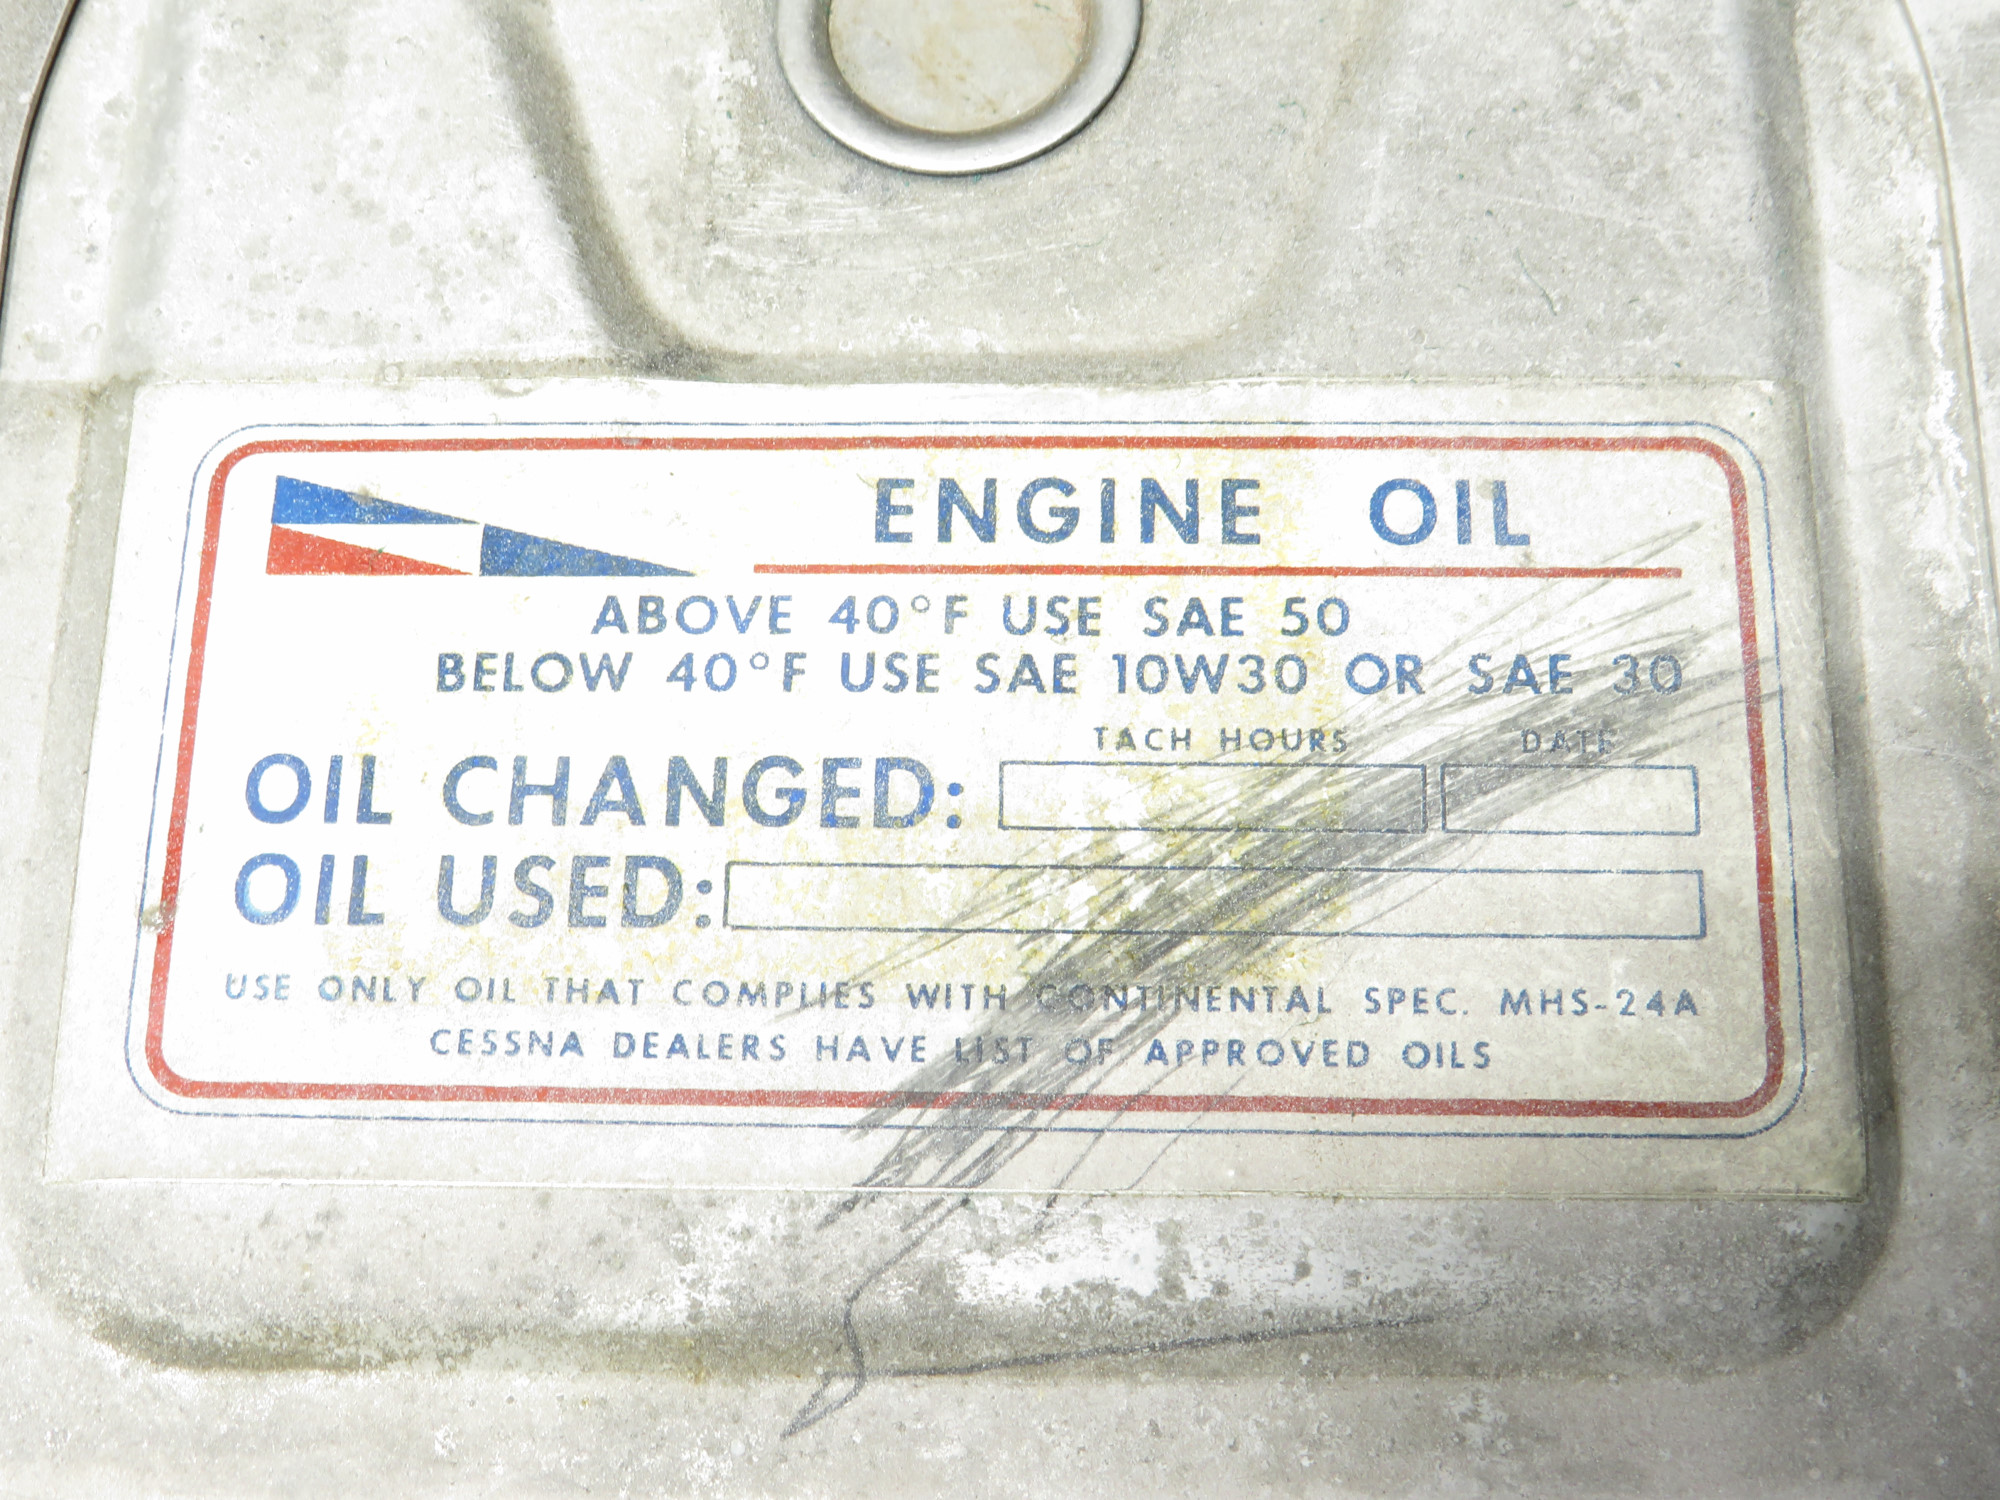 ENGINE OIL
ABOVE 40°F USE SAE 50
BELOW 40°F USE SAE 10W30 OR SAE 30
TACH HOURS DATE
OIL CHANGED:
OIL USED:
USE ONLY OIL THAT COMPLIES WITH CONTINENTAL SPEC. MHS-24A
CESSNA DEALERS HAVE LIST OF APPROVED OILS